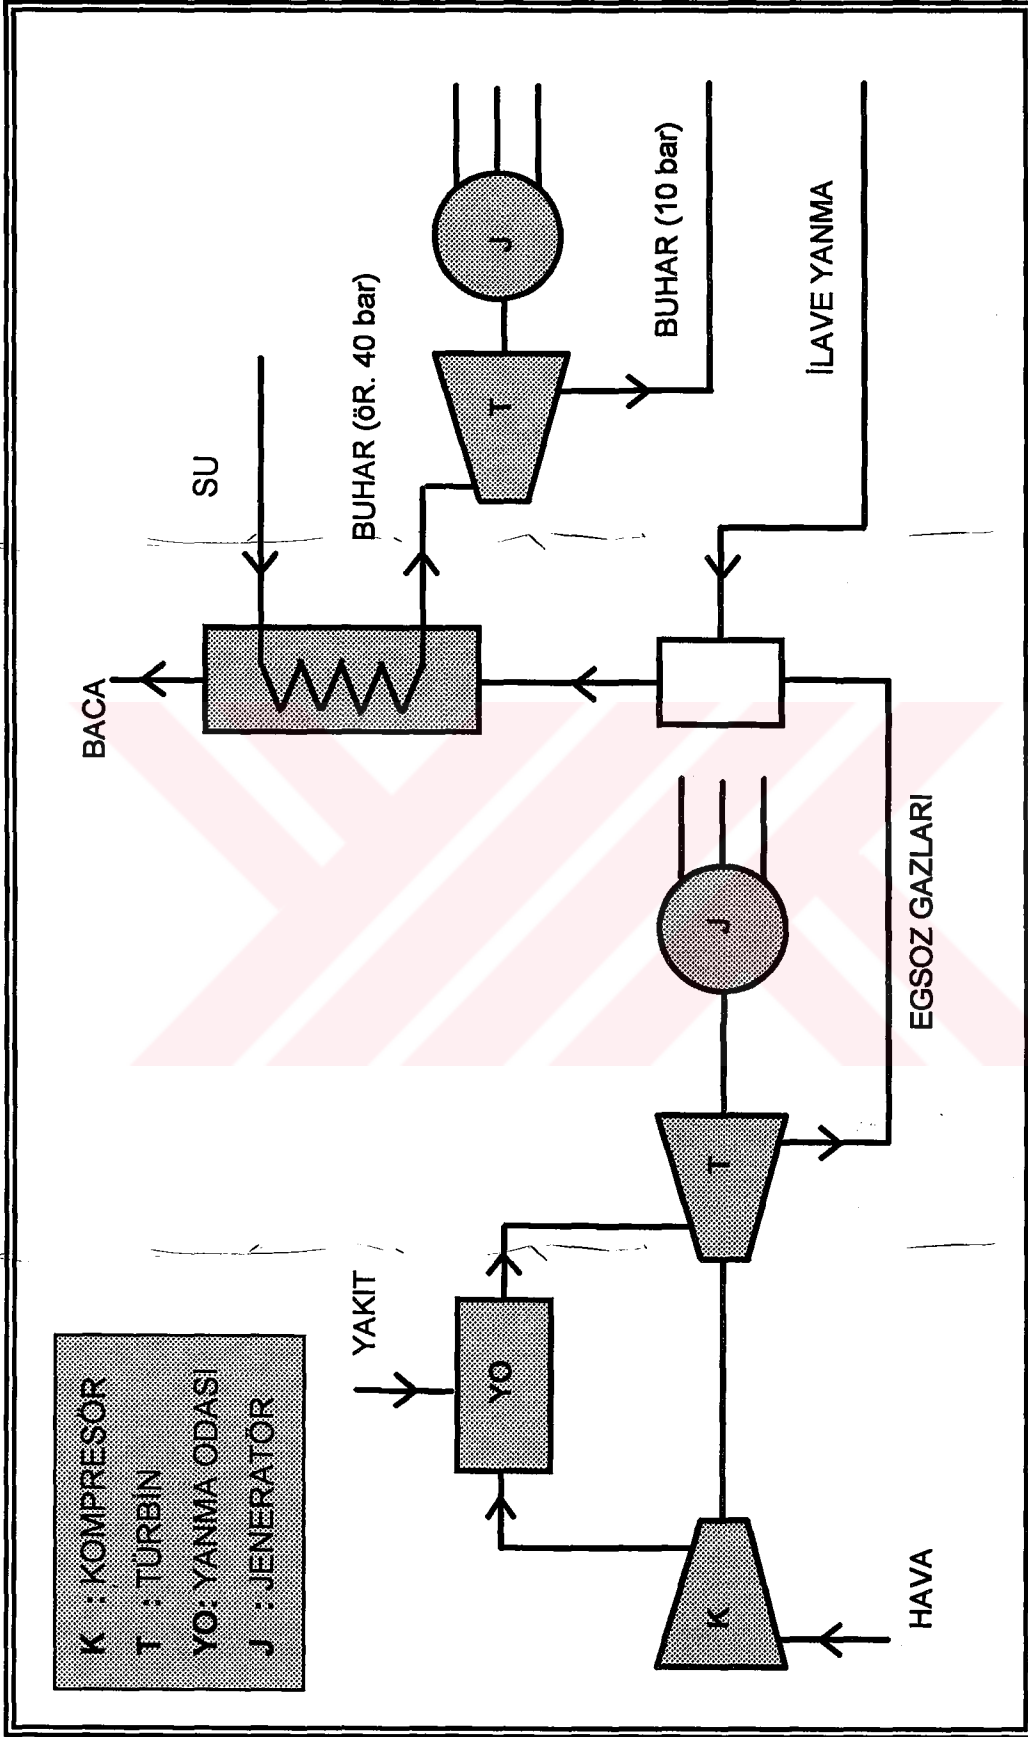 K : KOMPRESÖR
T : TÜRBİN
YO: YANMA ODASI
J : JENERATÖR
BACA
SU
BUHAR (öR. 40 bar)
YAKIT
YO
T
J
BUHAR (10 bar)
K
T
J
İLAVE YANMA
HAVA
EGSOZ GAZLARI